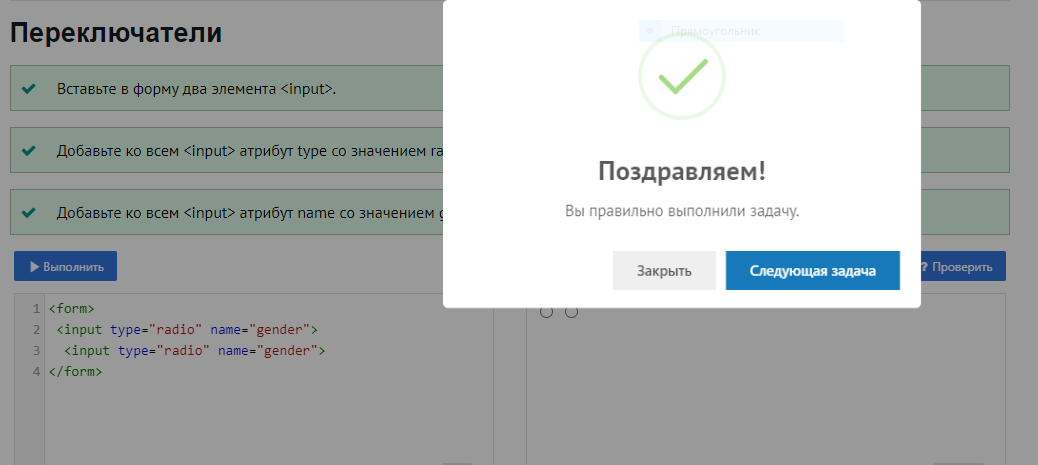 Переключатели
Прямоугольник
Вставьте в форму два элемента <input>.
Добавьте ко всем <input> атрибут type со значением ra
Добавьте ко всем <input> атрибут name со значением g
Поздравляем!
Вы правильно выполнили задачу.
Закрыть
Следующая задача
Выполнить
? Проверить
1 <form>
2 <input type="radio" name="gender">
3 <input type="radio" name="gender">
4 </form>